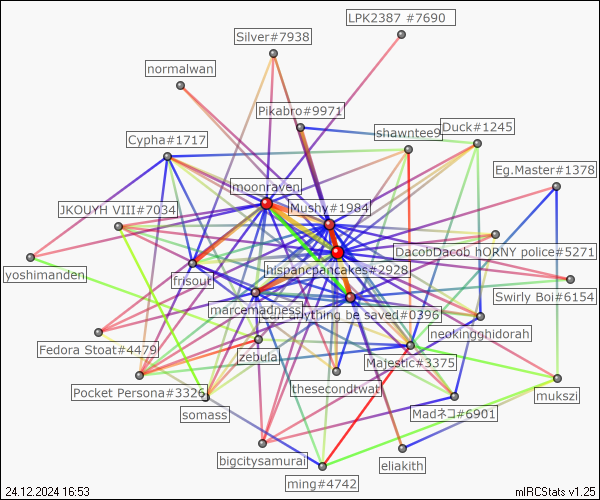 LPK2387 #7690
Silver#7938
normalwan
Pikabro#9971
shawntee9
Duck#1245
Cypha#1717
Eg.Master#1378
moonraven
JKOUYH VIII#7034
Mushy#1984
DacobDacob hORNY police#5271
yoshimanden
frisouti
hispancpancakes#2928
Swirly Boi#6154
marcemadness
anything be saved#0396
neokingghidorah
Fedora Stoat#4479
zebula
Majestic#3375
Pocket Persona#3326
thesecondtwat
mukszi
somass
Madネコ#6901
bigcitysamurai
eliakith
ming#4742
24.12.2024 16:53
mIRCStats v1.25